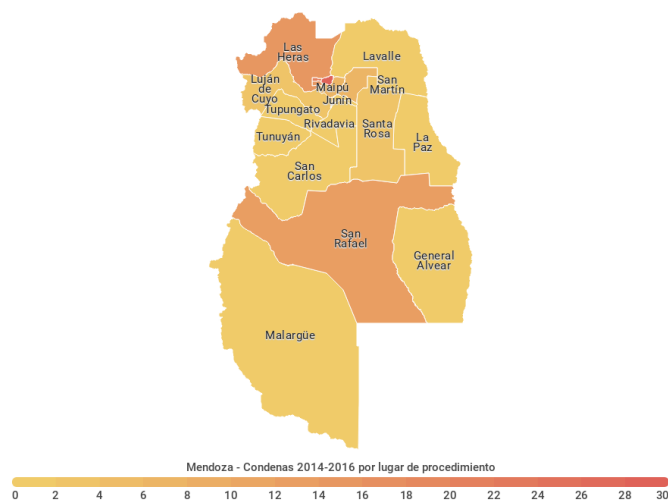 Las
Heras
Lavalle
Luján
de
Cuyo
Maipú
San
Martín
Junín
Tupungato
Rivadavia
Santa
Rosa
Tunuyán
La
Paz
San
Carlos
San
Rafael
General
Alvear
Malargüe
Mendoza - Condenas 2014-2016 por lugar de procedimiento
0 2 4 6 8 10 12 14 16 18 20 22 24 26 28 30